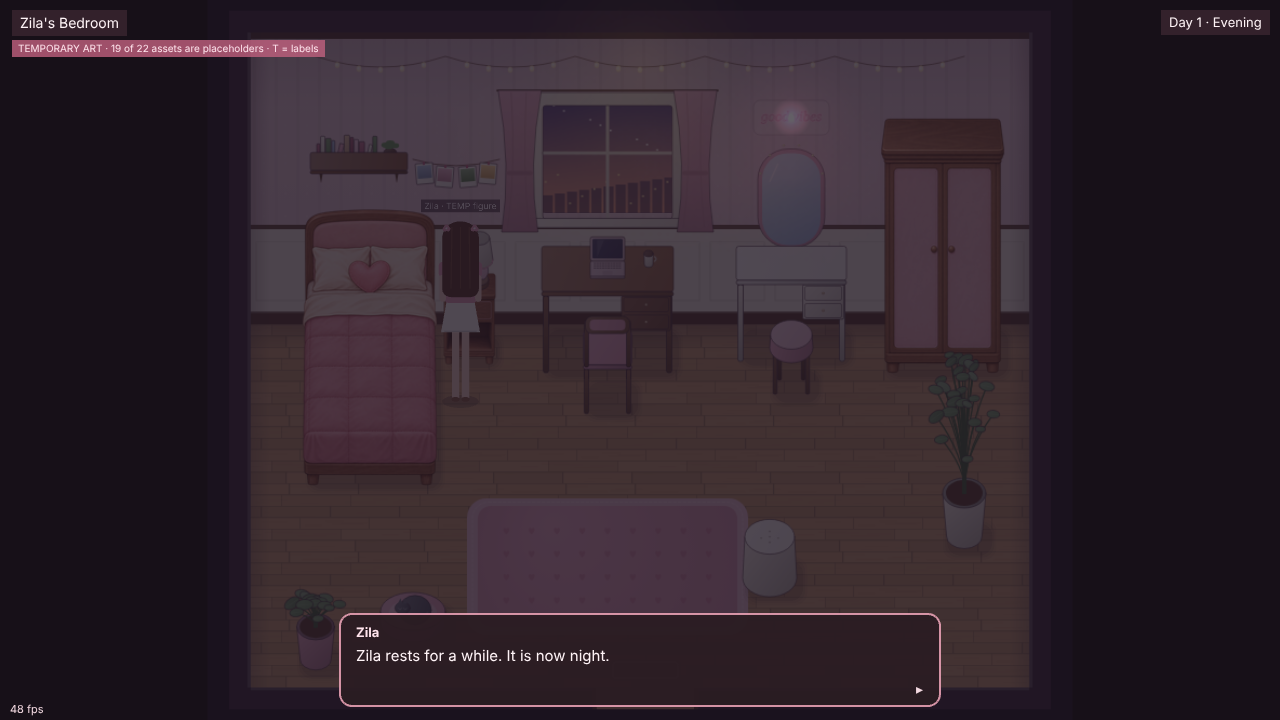 Zila's Bedroom
Day 1 · Evening
TEMPORARY ART · 19 of 22 assets are placeholders · T = labels
Zila · TEMP figure
Zila
Zila rests for a while. It is now night.
48 fps